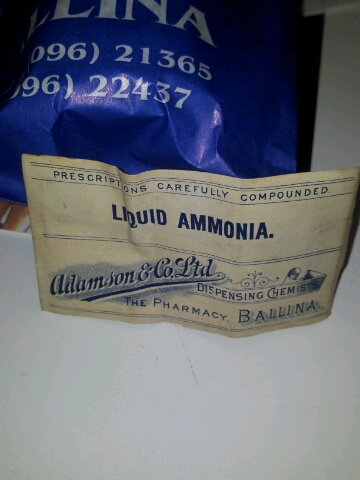 LLINA
(096) 21365
96) 22437
PRESCRIPTIONS CAREFULLY COMPOUNDED
LIQUID AMMONIA.
Adamson & Co. Ltd
DISPENSING CHEMISTS
THE PHARMACY, BALLINA.